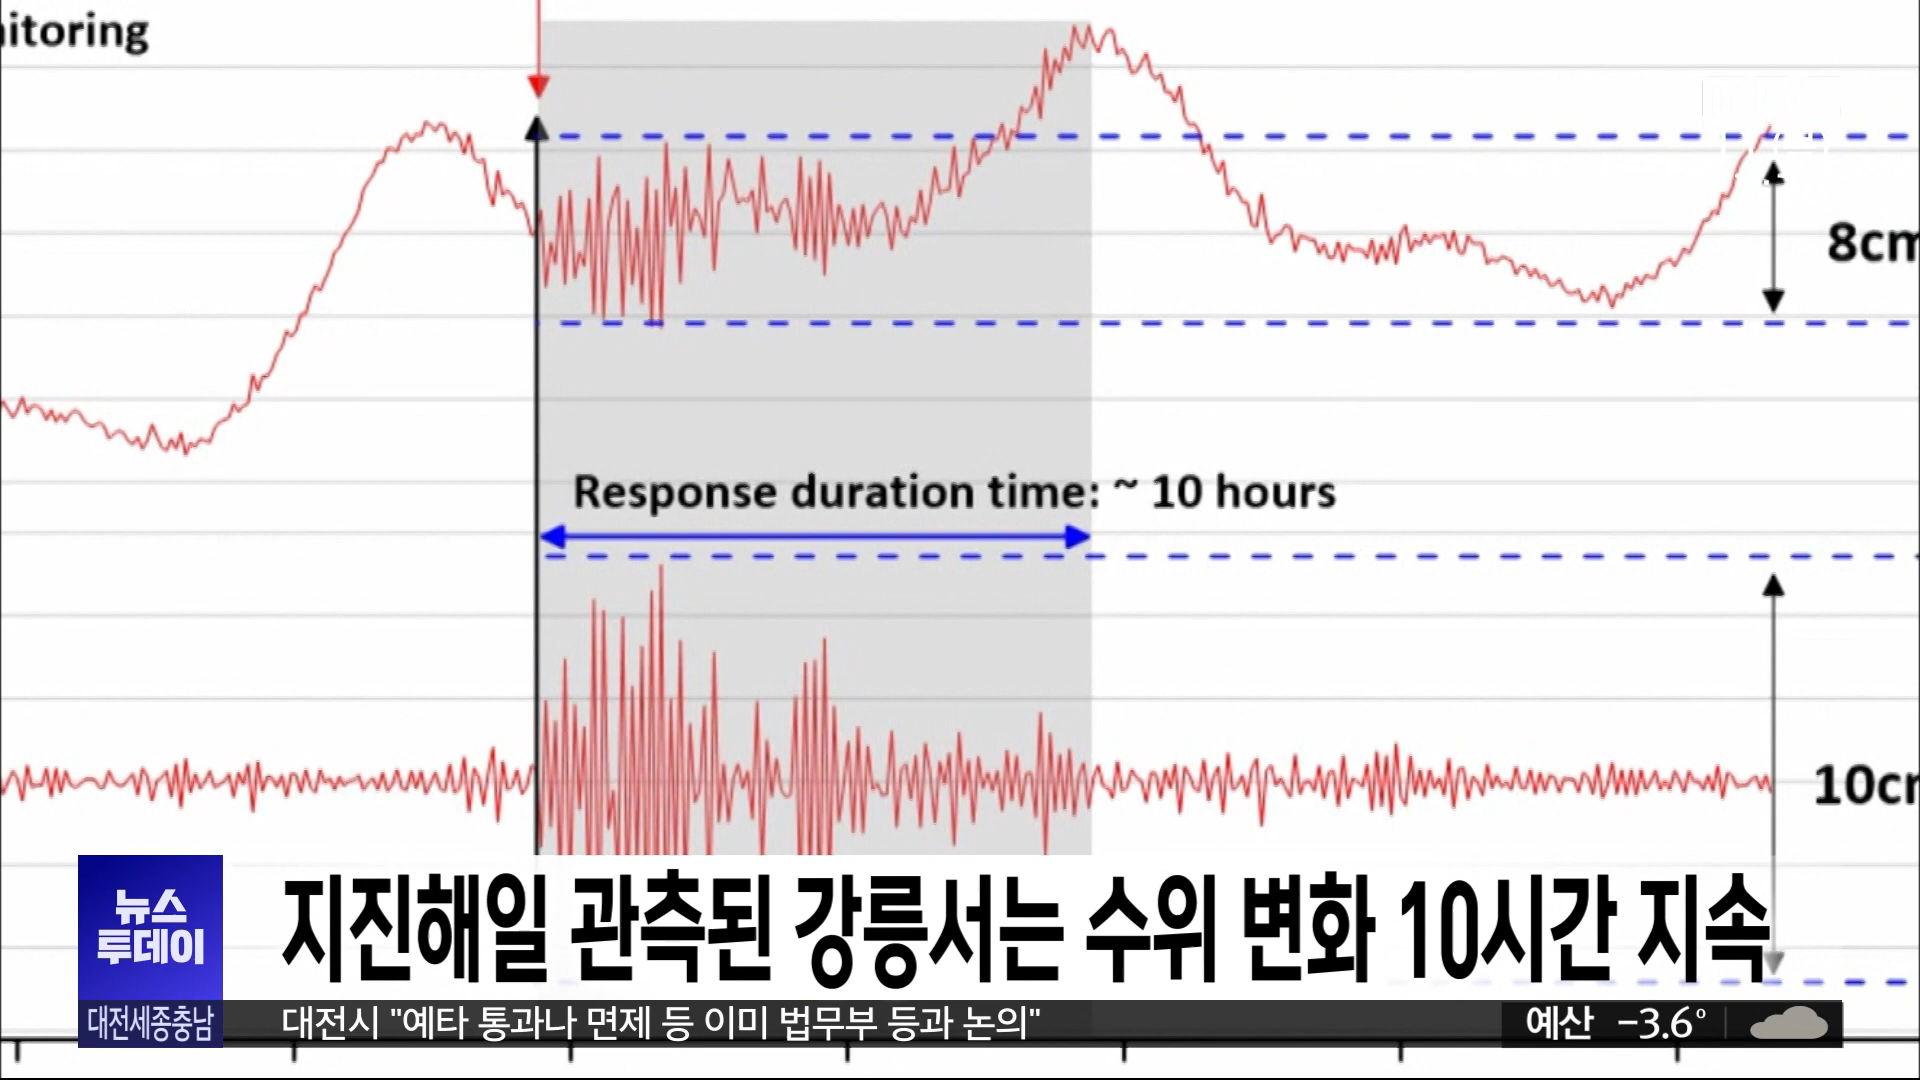 itoring
8cm
Response duration time: ~ 10 hours
10cm
뉴스
투데이
지진해일 관측된 강릉서는 수위 변화 10시간 지속
대전세종충남
대전시 "예타 통과나 면제 등 이미 법무부 등과 논의"
예산 -3.6°